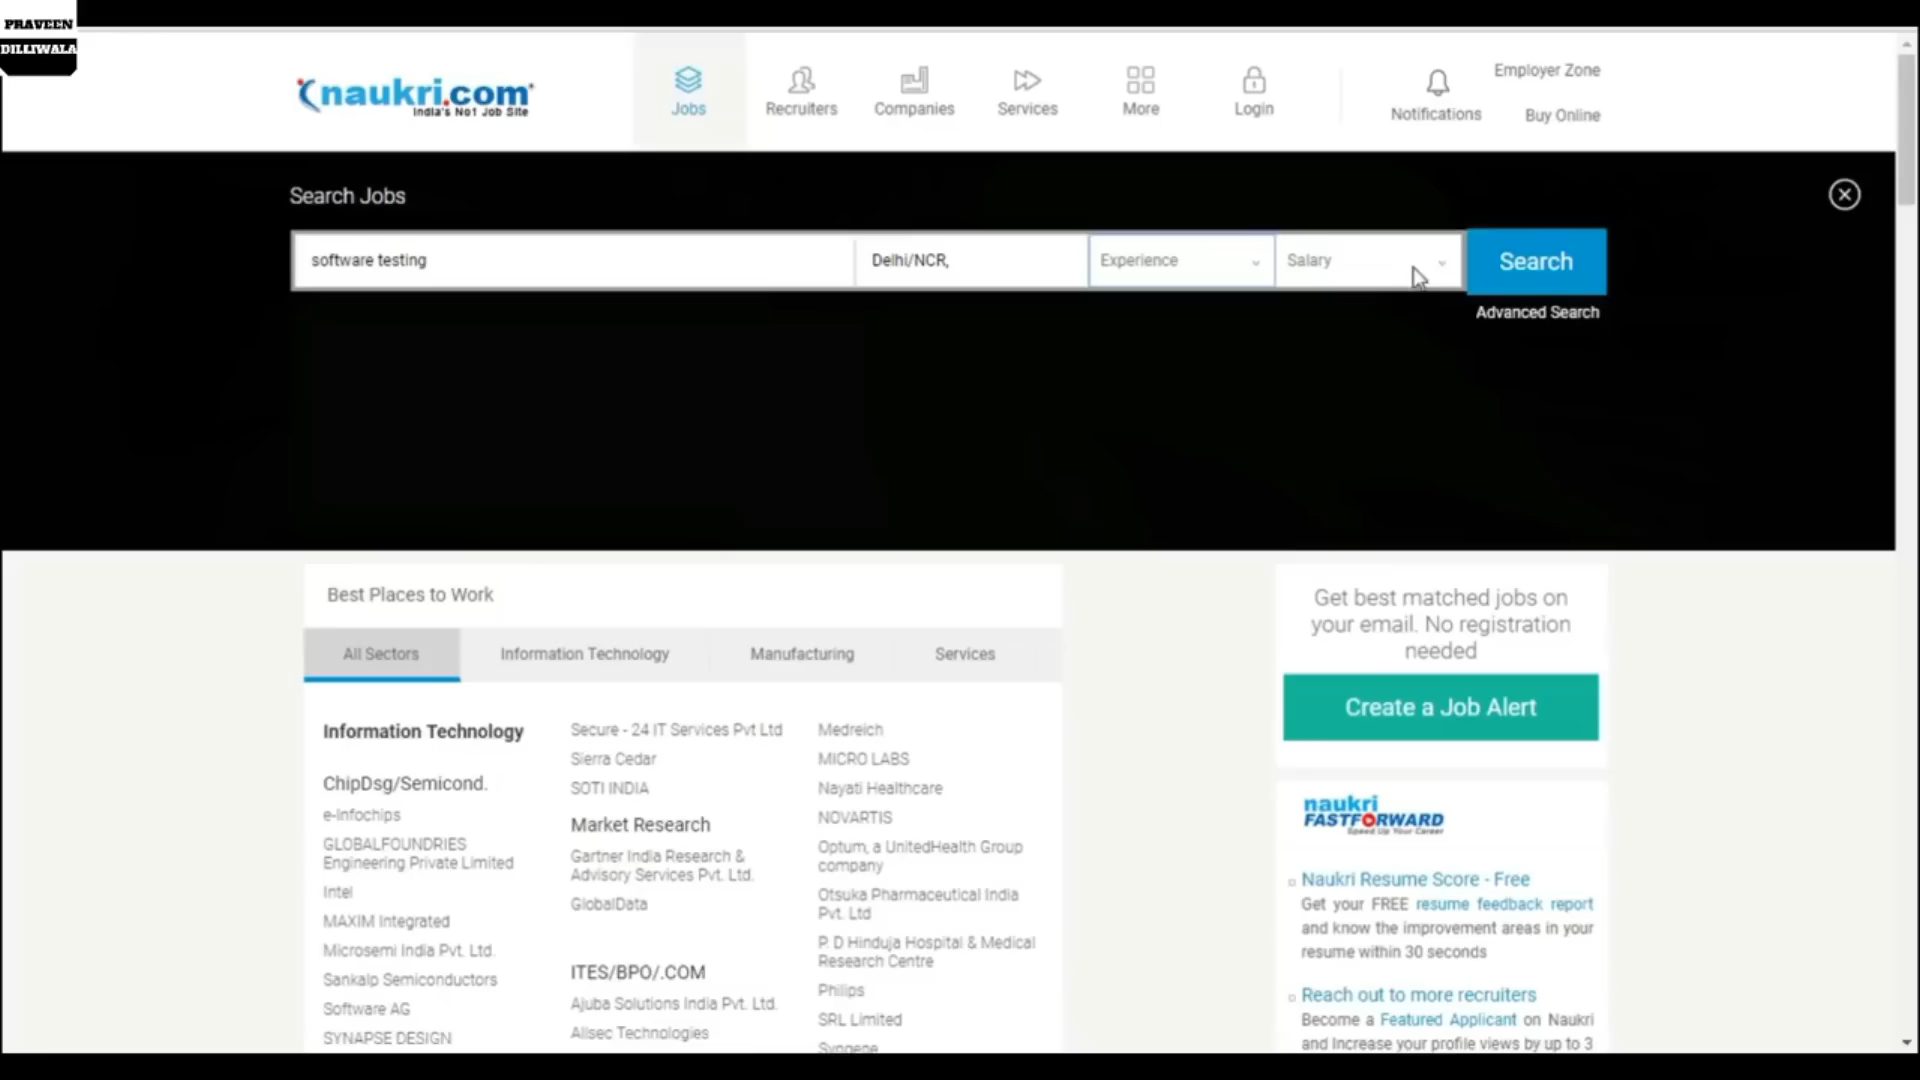 PRAVEEN
DILLIWALA
naukri.com
India's No1 Job Site
Jobs
Recruiters
Companies
Services
More
Login
Notifications
Employer Zone
Buy Online
Search Jobs
software testing
Delhi/NCR,
Experience
Salary
Search
Advanced Search
Best Places to Work
All Sectors
Information Technology
Manufacturing
Services
Information Technology
ChipDsg/Semicond.
e-Infochips
GLOBALFOUNDRIES
Engineering Private Limited
Intel
MAXIM Integrated
Microsemi India Pvt. Ltd.
Sankalp Semiconductors
Software AG
SYNAPSE DESIGN
Secure - 24 IT Services Pvt Ltd
Sierra Cedar
SOTI INDIA
Market Research
Gartner India Research &
Advisory Services Pvt. Ltd.
GlobalData
ITES/BPO/.COM
Ajuba Solutions India Pvt. Ltd.
Allsec Technologies
Medreich
MICRO LABS
Nayati Healthcare
NOVARTIS
Optum, a UnitedHealth Group
company
Otsuka Pharmaceutical India
Pvt. Ltd
P. D Hinduja Hospital & Medical
Research Centre
Philips
SRL Limited
Syngene
Get best matched jobs on
your email. No registration
needed
Create a Job Alert
naukri
FASTFORWARD
Speed Up Your Career
Naukri Resume Score - Free
Get your FREE resume feedback report
and know the improvement areas in your
resume within 30 seconds
Reach out to more recruiters
Become a Featured Applicant on Naukri
and Increase your profile views by up to 3